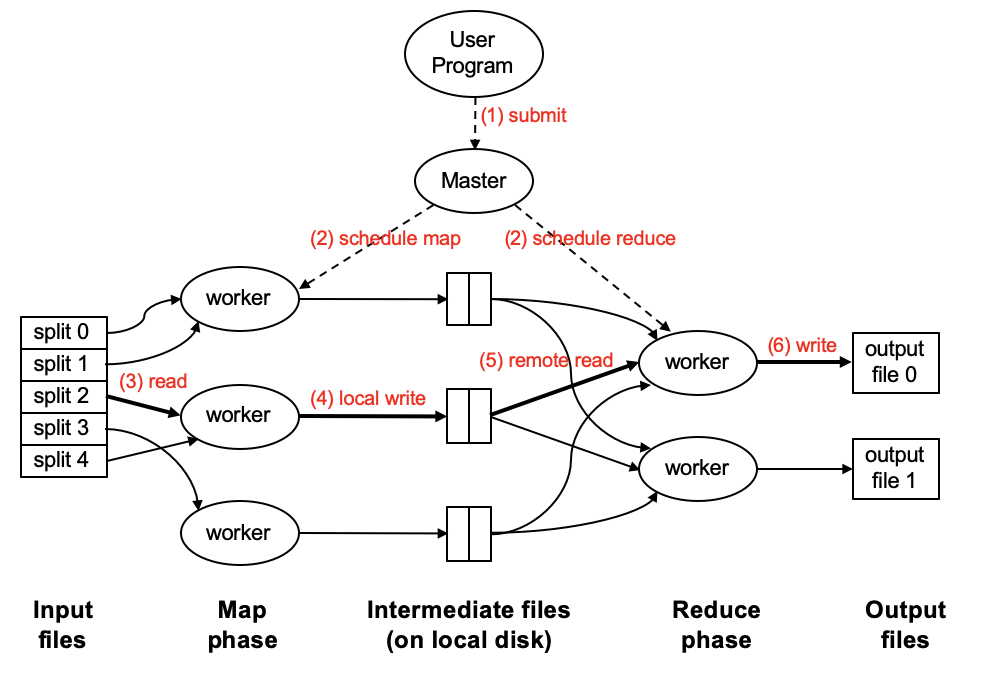 User
Program
(1) submit
Master
(2) schedule map
(2) schedule reduce
worker
split 0
split 1
split 2
split 3
split 4
(3) read
worker
(4) local write
worker
(5) remote read
worker
(6) write
output
file 0
worker
output
file 1
Input
files
Map
phase
Intermediate files
(on local disk)
Reduce
phase
Output
files